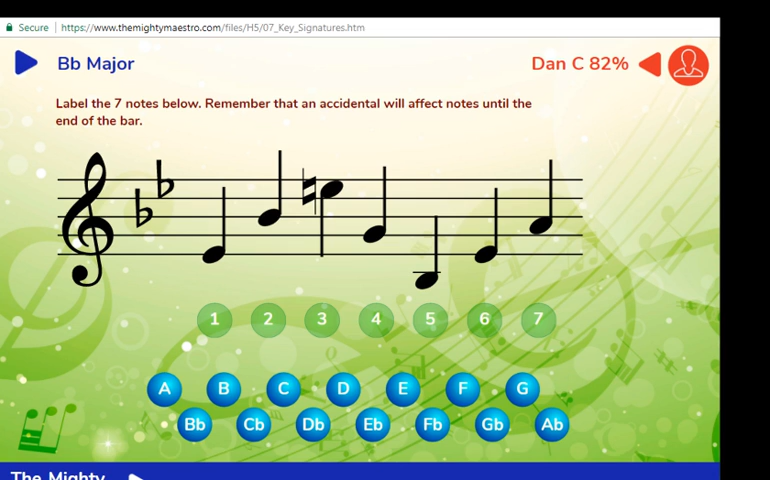 Secure https://www.themightymaestro.com/files/H5/07_Key_Signatures.htm
Bb Major
Dan C 82%
Label the 7 notes below. Remember that an accidental will affect notes until the
end of the bar.
1 2 3 4 5 6 7
A B C D E F G
Bb Cb Db Eb Fb Gb Ab
The Mighty